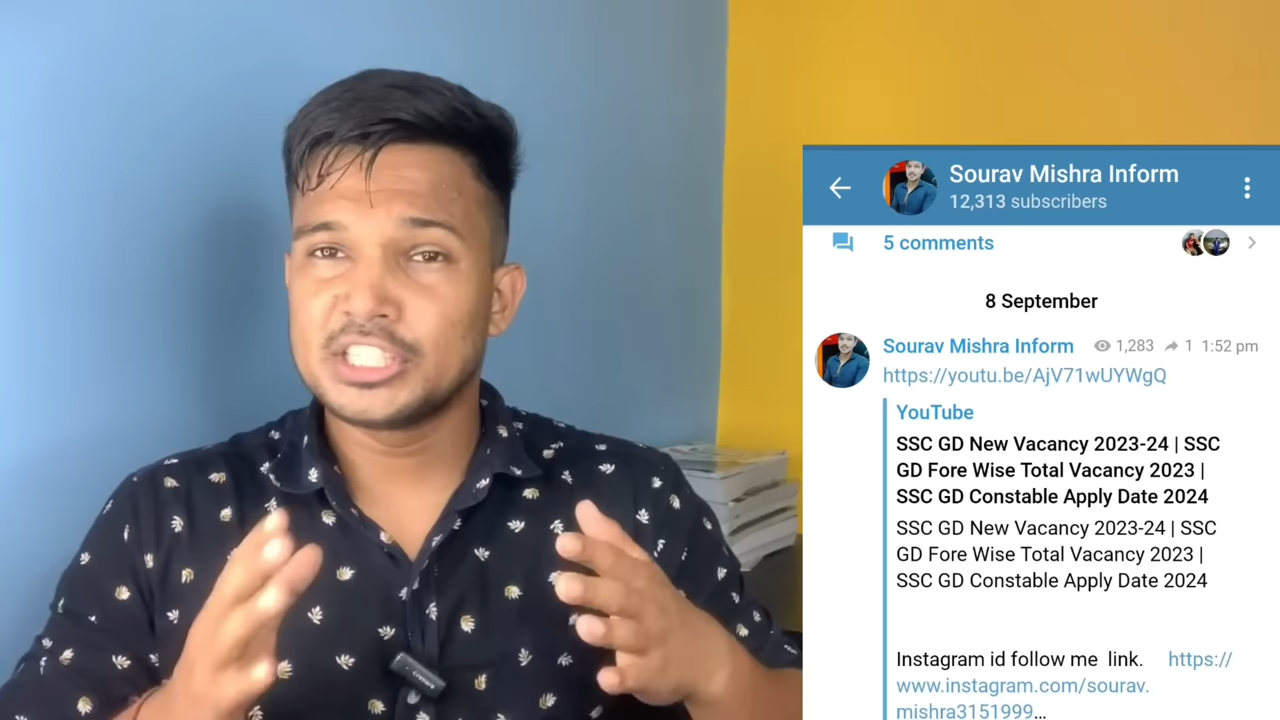 Sourav Mishra Inform
12,313 subscribers
5 comments
8 September
Sourav Mishra Inform 1,283 1 1:52 pm
https://youtu.be/AjV71wUYWgQ
YouTube
SSC GD New Vacancy 2023-24 | SSC
GD Fore Wise Total Vacancy 2023 |
SSC GD Constable Apply Date 2024
SSC GD New Vacancy 2023-24 | SSC
GD Fore Wise Total Vacancy 2023 |
SSC GD Constable Apply Date 2024
Instagram id follow me link. https://
www.instagram.com/sourav.
mishra3151999...